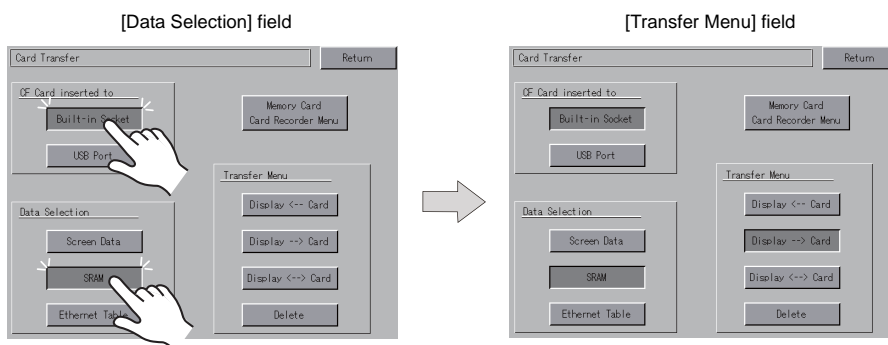 [Data Selection] field
Card Transfer
Return
CF Card inserted to
Built-in Socket
USB Port
Memory Card
Card Recorder Menu
Data Selection
Screen Data
SRAM
Ethernet Table
Transfer Menu
Display <-- Card
Display --> Card
Display <--> Card
Delete
[Transfer Menu] field
Card Transfer
Return
CF Card inserted to
Built-in Socket
USB Port
Memory Card
Card Recorder Menu
Data Selection
Screen Data
SRAM
Ethernet Table
Transfer Menu
Display <-- Card
Display --> Card
Display <--> Card
Delete